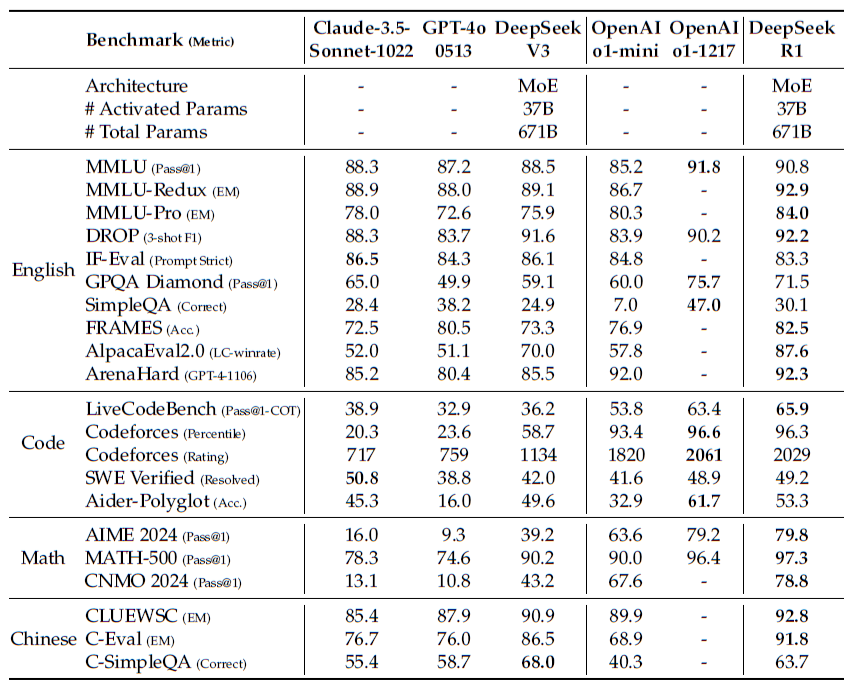 Benchmark (Metric) Claude-3.5-Sonnet-1022 GPT-4o 0513 DeepSeek V3 OpenAI o1-mini OpenAI o1-1217 DeepSeek R1
Architecture - - MoE - - MoE
# Activated Params - - 37B - - 37B
# Total Params - - 671B - - 671B
English
MMLU (Pass@1) 88.3 87.2 88.5 85.2 91.8 90.8
MMLU-Redux (EM) 88.9 88.0 89.1 86.7 - 92.9
MMLU-Pro (EM) 78.0 72.6 75.9 80.3 - 84.0
DROP (3-shot F1) 88.3 83.7 91.6 83.9 90.2 92.2
IF-Eval (Prompt Strict) 86.5 84.3 86.1 84.8 - 83.3
GPQA Diamond (Pass@1) 65.0 49.9 59.1 60.0 75.7 71.5
SimpleQA (Correct) 28.4 38.2 24.9 7.0 47.0 30.1
FRAMES (Acc.) 72.5 80.5 73.3 76.9 - 82.5
AlpacaEval2.0 (LC-winrate) 52.0 51.1 70.0 57.8 - 87.6
ArenaHard (GPT-4-1106) 85.2 80.4 85.5 92.0 - 92.3
Code
LiveCodeBench (Pass@1-COT) 38.9 32.9 36.2 53.8 63.4 65.9
Codeforces (Percentile) 20.3 23.6 58.7 93.4 96.6 96.3
Codeforces (Rating) 717 759 1134 1820 2061 2029
SWE Verified (Resolved) 50.8 38.8 42.0 41.6 48.9 49.2
Aider-Polyglot (Acc.) 45.3 16.0 49.6 32.9 61.7 53.3
Math
AIME 2024 (Pass@1) 16.0 9.3 39.2 63.6 79.2 79.8
MATH-500 (Pass@1) 78.3 74.6 90.2 90.0 96.4 97.3
CNMO 2024 (Pass@1) 13.1 10.8 43.2 67.6 - 78.8
Chinese
CLUEWSC (EM) 85.4 87.9 90.9 89.9 - 92.8
C-Eval (EM) 76.7 76.0 86.5 68.9 - 91.8
C-SimpleQA (Correct) 55.4 58.7 68.0 40.3 - 63.7